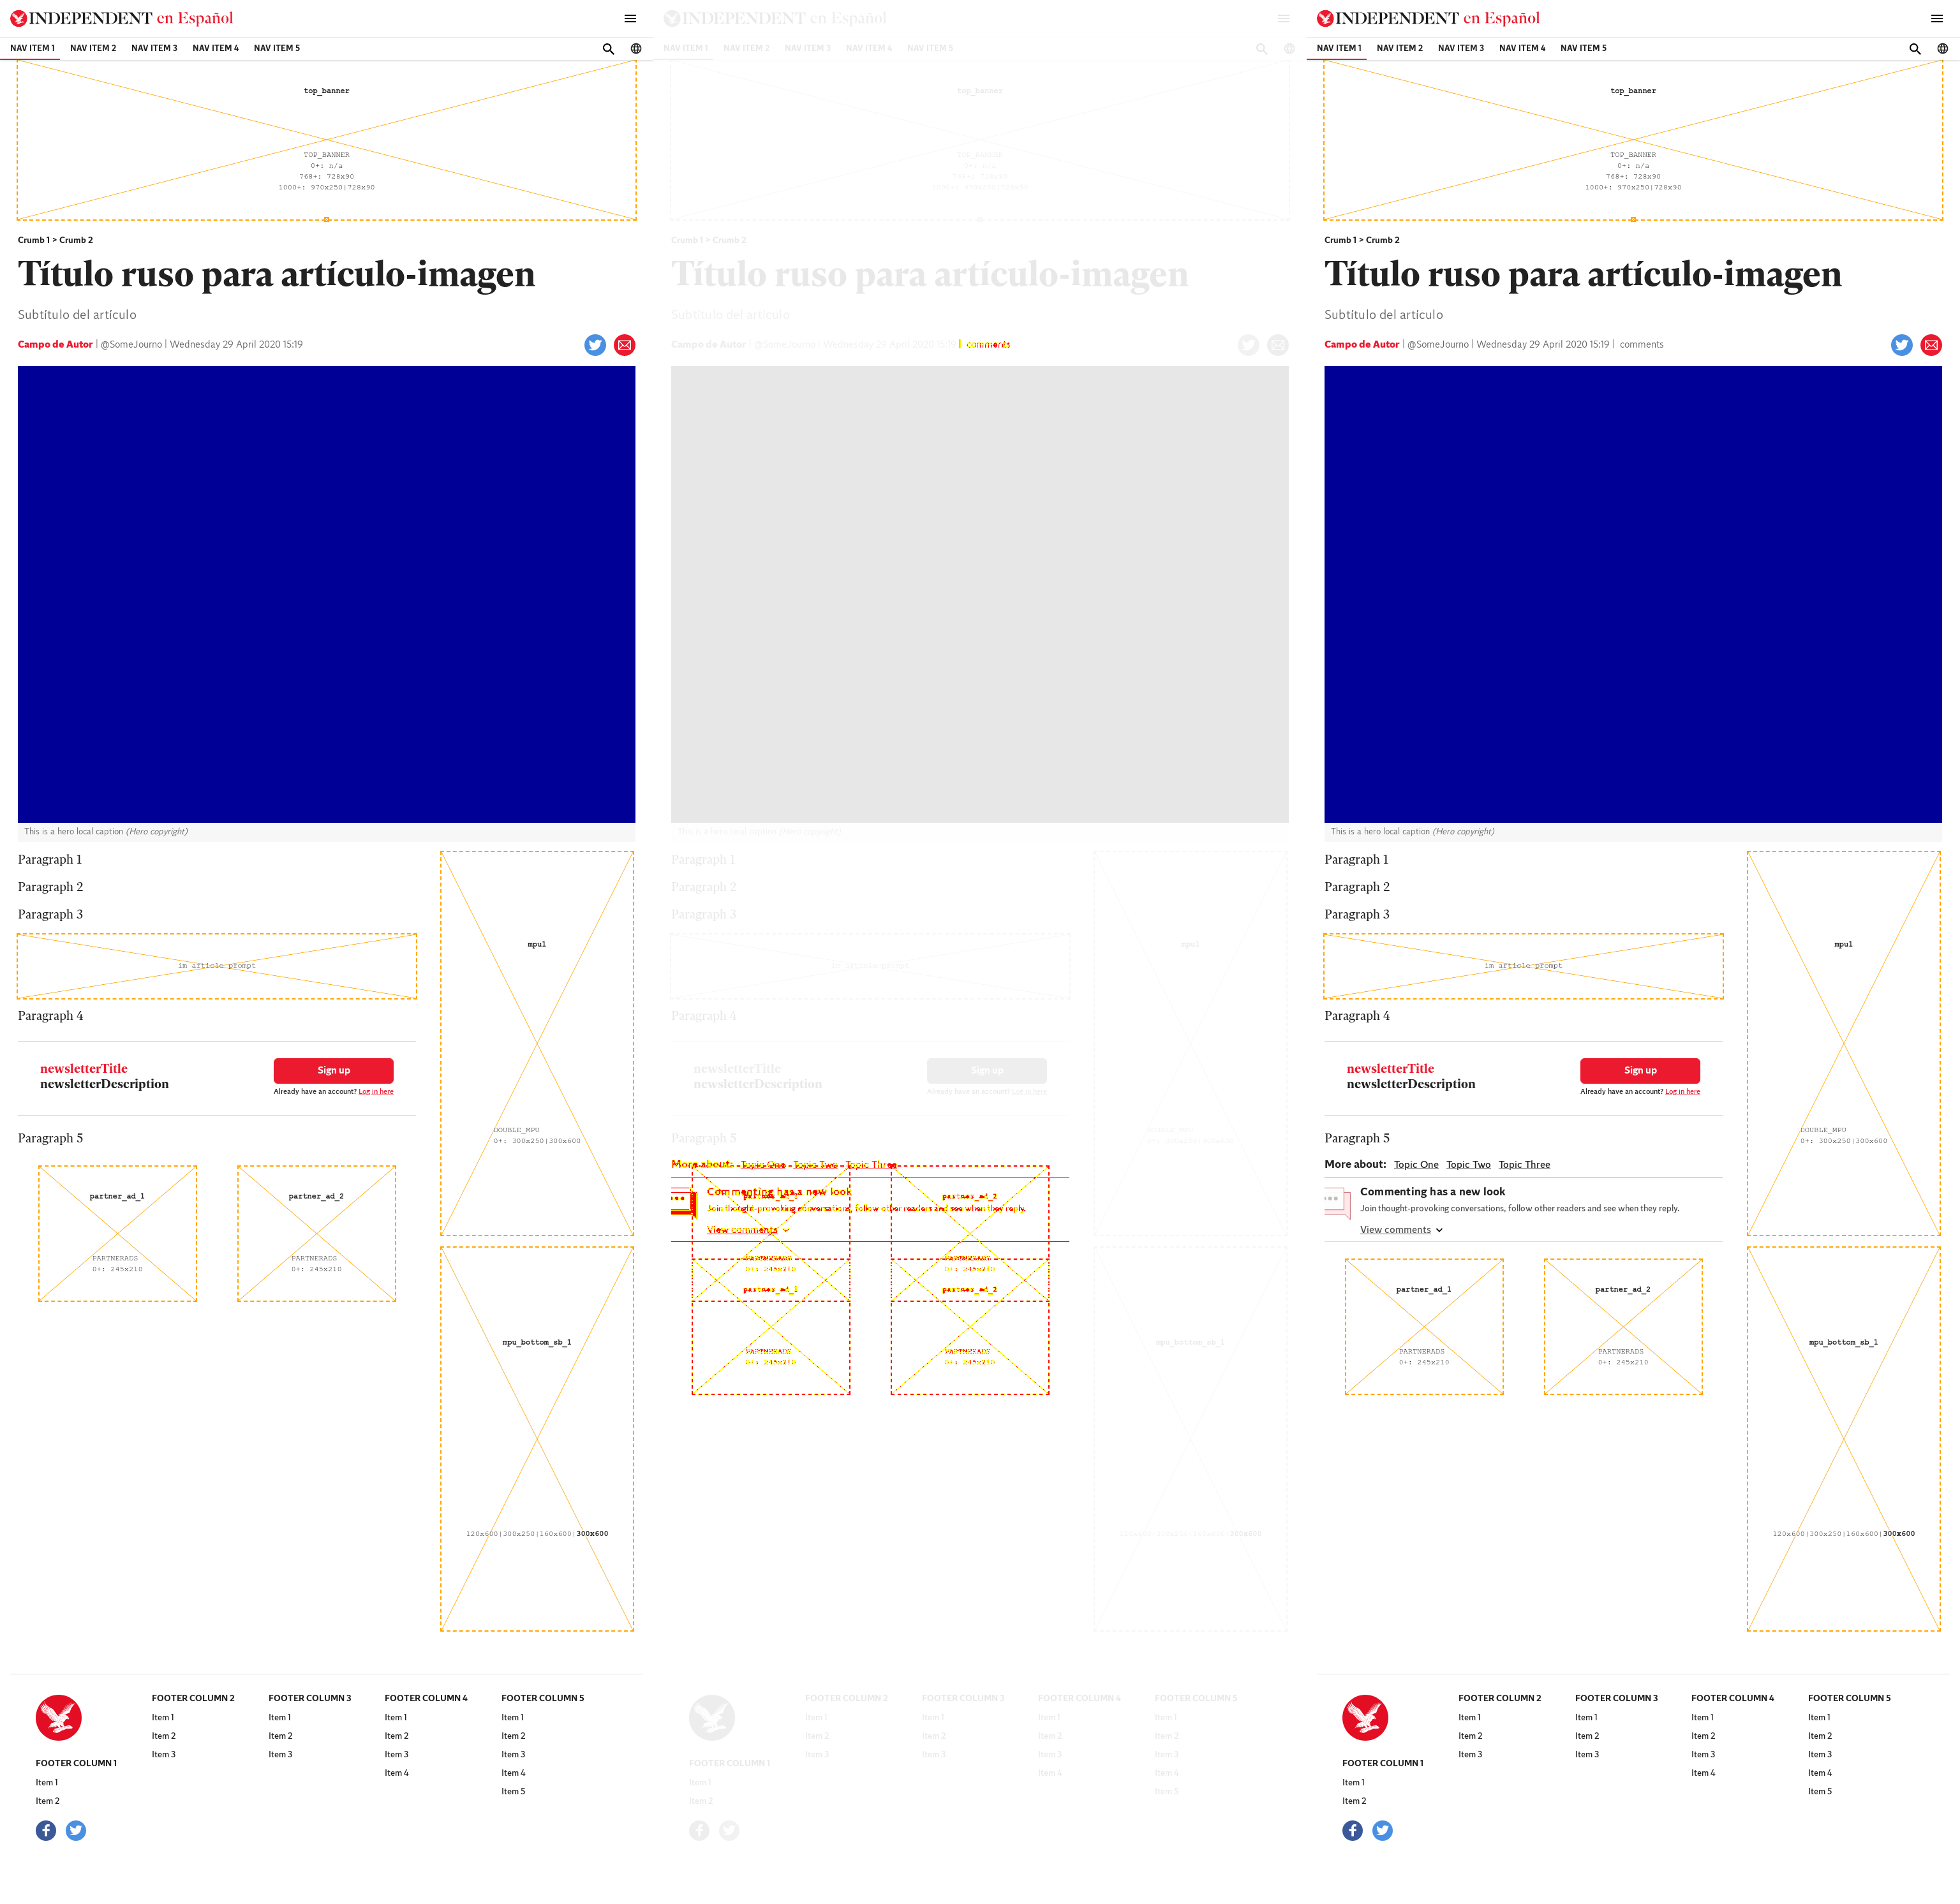 INDEPENDENT en Español
NAV ITEM 1 NAV ITEM 2 NAV ITEM 3 NAV ITEM 4 NAV ITEM 5
top_banner
TOP_BANNER
0+: n/a
768+: 728x90
1000+: 970x250|728x90
Crumb 1 > Crumb 2
Título ruso para artículo-imagen
Subtítulo del artículo
Campo de Autor | @SomeJourno | Wednesday 29 April 2020 15:19
This is a hero local caption (Hero copyright)
Paragraph 1
Paragraph 2
Paragraph 3
im article prompt
Paragraph 4
newsletterTitle
newsletterDescription
Sign up
Already have an account? Log in here
Paragraph 5
partner_ad_1
PARTNERADS
0+: 245x210
partner_ad_2
PARTNERADS
0+: 245x210
mpu1
DOUBLE_MPU
0+: 300x250|300x600
mpu_bottom_sb_1
120x600|300x250|160x600|300x600
FOOTER COLUMN 1
Item 1
Item 2
FOOTER COLUMN 2
Item 1
Item 2
Item 3
FOOTER COLUMN 3
Item 1
Item 2
Item 3
FOOTER COLUMN 4
Item 1
Item 2
Item 3
Item 4
FOOTER COLUMN 5
Item 1
Item 2
Item 3
Item 4
Item 5
INDEPENDENT en Español
NAV ITEM 1 NAV ITEM 2 NAV ITEM 3 NAV ITEM 4 NAV ITEM 5
top_banner
Crumb 1 > Crumb 2
Título ruso para artículo-imagen
Subtítulo del artículo
Campo de Autor | @SomeJourno | Wednesday 29 April 2020 15:19 | comments
This is a hero local caption (Hero copyright)
Paragraph 1
Paragraph 2
Paragraph 3
Paragraph 4
newsletterTitle
newsletterDescription
Sign up
Already have an account? Log in here
Paragraph 5
More about: Topic One Topic Two Topic Three
Commenting has a new look
Join thought-provoking conversations, follow other readers and see when they reply.
View comments
partner_ad_1
partner_ad_2
PARTNERADS
0+: 245x210
PARTNERADS
0+: 245x210
partner_ad_1
partner_ad_2
PARTNERADS
0+: 245x210
PARTNERADS
0+: 245x210
mpu1
mpu_bottom_sb_1
FOOTER COLUMN 1
Item 1
Item 2
FOOTER COLUMN 2
Item 1
Item 2
Item 3
FOOTER COLUMN 3
Item 1
Item 2
Item 3
FOOTER COLUMN 4
Item 1
Item 2
Item 3
Item 4
FOOTER COLUMN 5
Item 1
Item 2
Item 3
Item 4
Item 5
INDEPENDENT en Español
NAV ITEM 1 NAV ITEM 2 NAV ITEM 3 NAV ITEM 4 NAV ITEM 5
top_banner
TOP_BANNER
0+: n/a
768+: 728x90
1000+: 970x250|728x90
Crumb 1 > Crumb 2
Título ruso para artículo-imagen
Subtítulo del artículo
Campo de Autor | @SomeJourno | Wednesday 29 April 2020 15:19 | comments
This is a hero local caption (Hero copyright)
Paragraph 1
Paragraph 2
Paragraph 3
im article prompt
Paragraph 4
newsletterTitle
newsletterDescription
Sign up
Already have an account? Log in here
Paragraph 5
More about: Topic One Topic Two Topic Three
Commenting has a new look
Join thought-provoking conversations, follow other readers and see when they reply.
View comments
partner_ad_1
PARTNERADS
0+: 245x210
partner_ad_2
PARTNERADS
0+: 245x210
mpu1
DOUBLE_MPU
0+: 300x250|300x600
mpu_bottom_sb_1
120x600|300x250|160x600|300x600
FOOTER COLUMN 1
Item 1
Item 2
FOOTER COLUMN 2
Item 1
Item 2
Item 3
FOOTER COLUMN 3
Item 1
Item 2
Item 3
FOOTER COLUMN 4
Item 1
Item 2
Item 3
Item 4
FOOTER COLUMN 5
Item 1
Item 2
Item 3
Item 4
Item 5